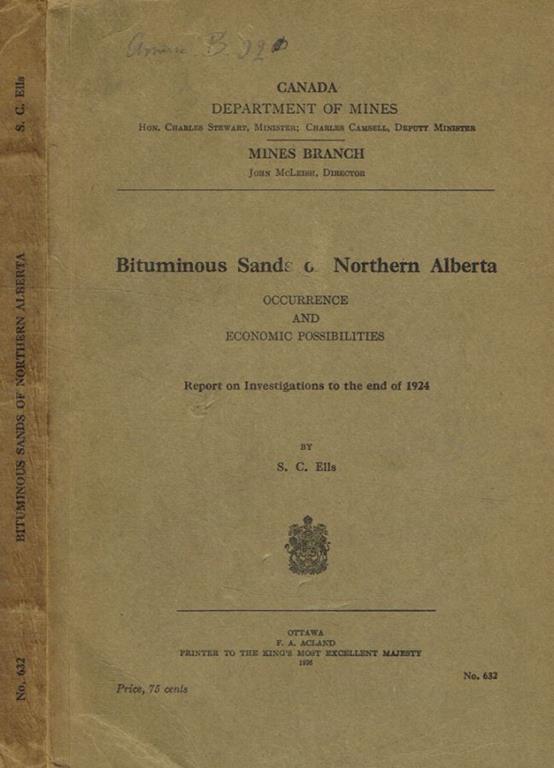 S. C. Ells
BITUMINOUS SANDS OF NORTHERN ALBERTA
No. 632
CANADA
DEPARTMENT OF MINES
HON. CHARLES STEWART, MINISTER; CHARLES CAMSELL, DEPUTY MINISTER
MINES BRANCH
JOHN MCLEISH, DIRECTOR
Bituminous Sands o Northern Alberta
OCCURRENCE
AND
ECONOMIC POSSIBILITIES
Report on Investigations to the end of 1924
BY
S. C. Ells
OTTAWA
F. A. ACLAND
PRINTER TO THE KING'S MOST EXCELLENT MAJESTY
1926
No. 632
Price, 75 cents